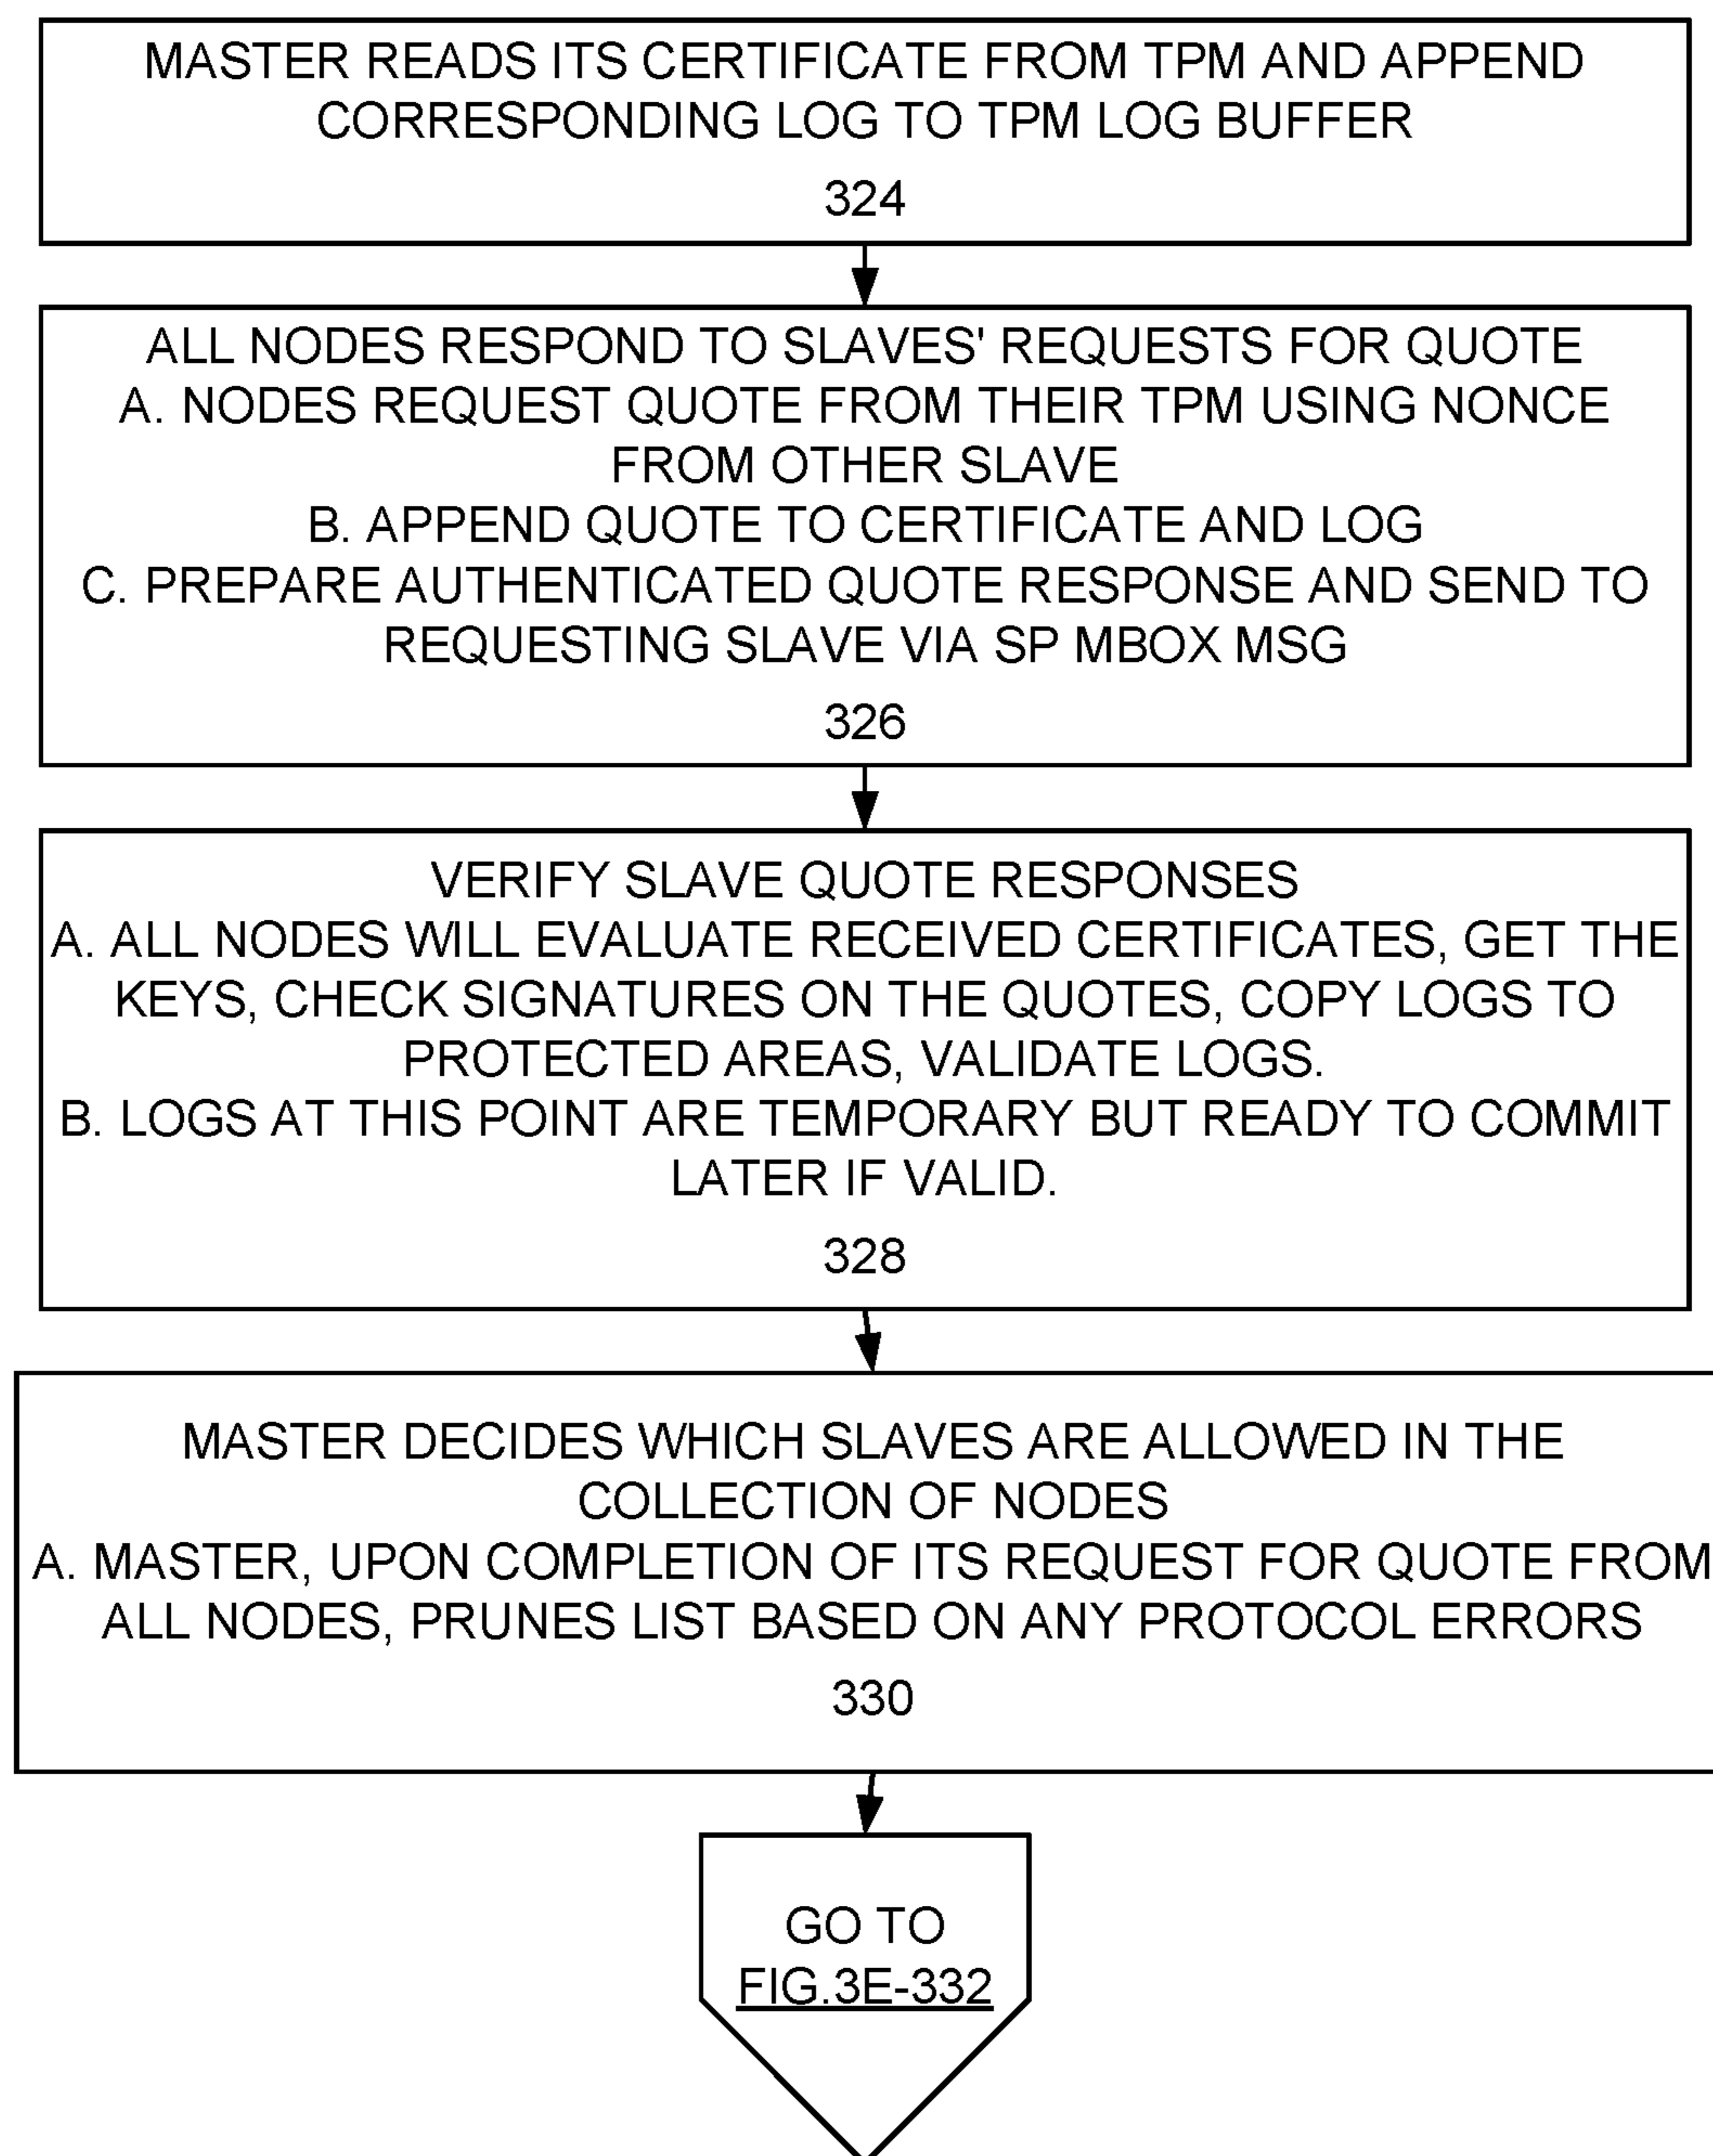 MASTER READS ITS CERTIFICATE FROM TPM AND APPEND
CORRESPONDING LOG TO TPM LOG BUFFER
324
ALL NODES RESPOND TO SLAVES' REQUESTS FOR QUOTE
A. NODES REQUEST QUOTE FROM THEIR TPM USING NONCE
FROM OTHER SLAVE
B. APPEND QUOTE TO CERTIFICATE AND LOG
C. PREPARE AUTHENTICATED QUOTE RESPONSE AND SEND TO
REQUESTING SLAVE VIA SP MBOX MSG
326
VERIFY SLAVE QUOTE RESPONSES
A. ALL NODES WILL EVALUATE RECEIVED CERTIFICATES, GET THE
KEYS, CHECK SIGNATURES ON THE QUOTES, COPY LOGS TO
PROTECTED AREAS, VALIDATE LOGS.
B. LOGS AT THIS POINT ARE TEMPORARY BUT READY TO COMMIT
LATER IF VALID.
328
MASTER DECIDES WHICH SLAVES ARE ALLOWED IN THE
COLLECTION OF NODES
A. MASTER, UPON COMPLETION OF ITS REQUEST FOR QUOTE FROM
ALL NODES, PRUNES LIST BASED ON ANY PROTOCOL ERRORS
330
GO TO
FIG.3E-332